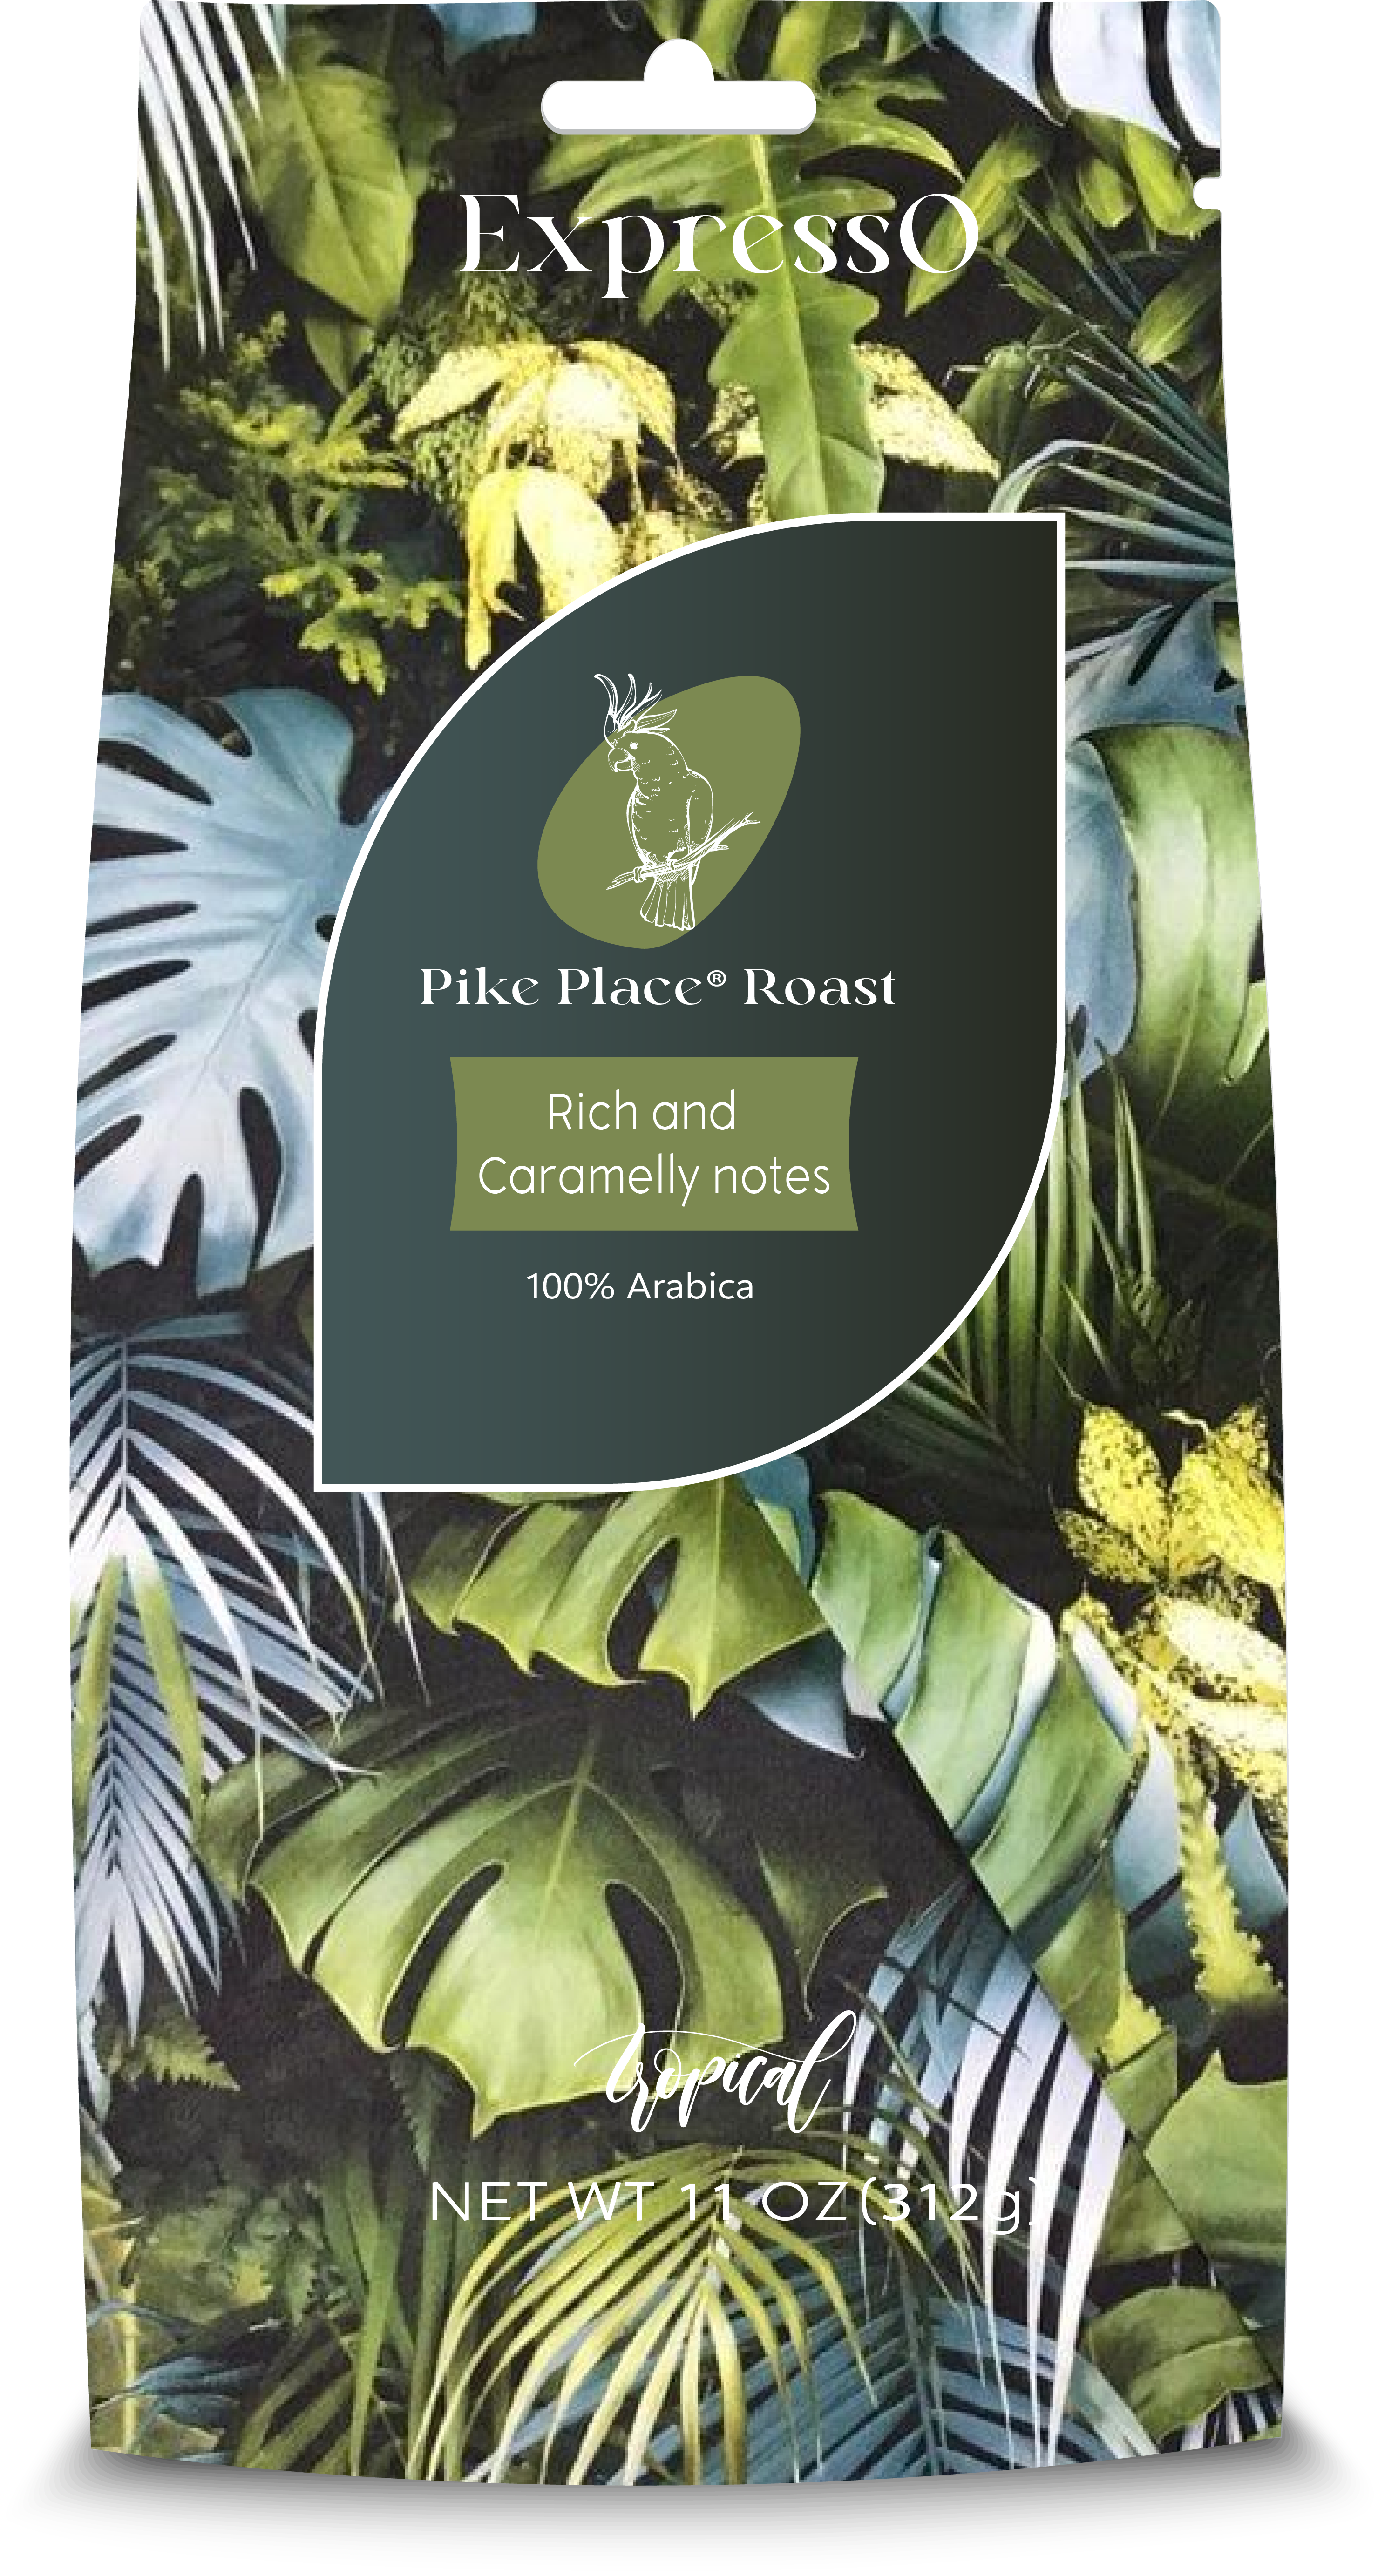 ExpressO
Pike Place® Roast
Rich and
Caramelly notes
100% Arabica
tropical
NET WT 11 OZ(312g)